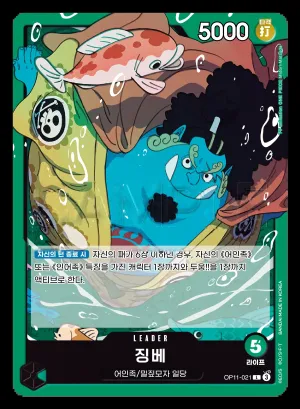 5000
타격
打
자신의 턴 종료 시 자신의 패가 6장 이하인 경우, 자신의 《어인족》
또는 《인어족》 특징을 가진 캐릭터 1장까지와 두웅!!을 1장까지
액티브로 한다.
LEADER
징베
5
라이프
어인족/밀짚모자 일당
OP11-021 L
3